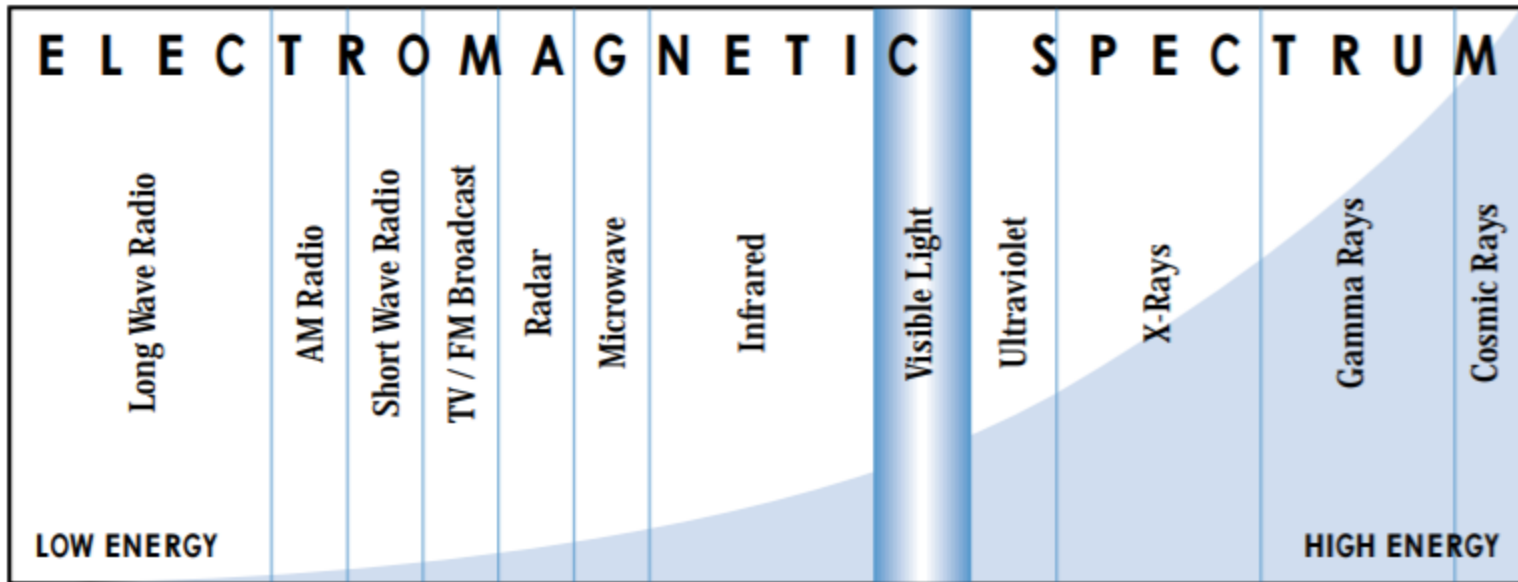 ELECTROMAGNETIC SPECTRUM
Long Wave Radio
AM Radio
Short Wave Radio
TV / FM Broadcast
Radar
Microwave
Infrared
Visible Light
Ultraviolet
X-Rays
Gamma Rays
Cosmic Rays
LOW ENERGY
HIGH ENERGY